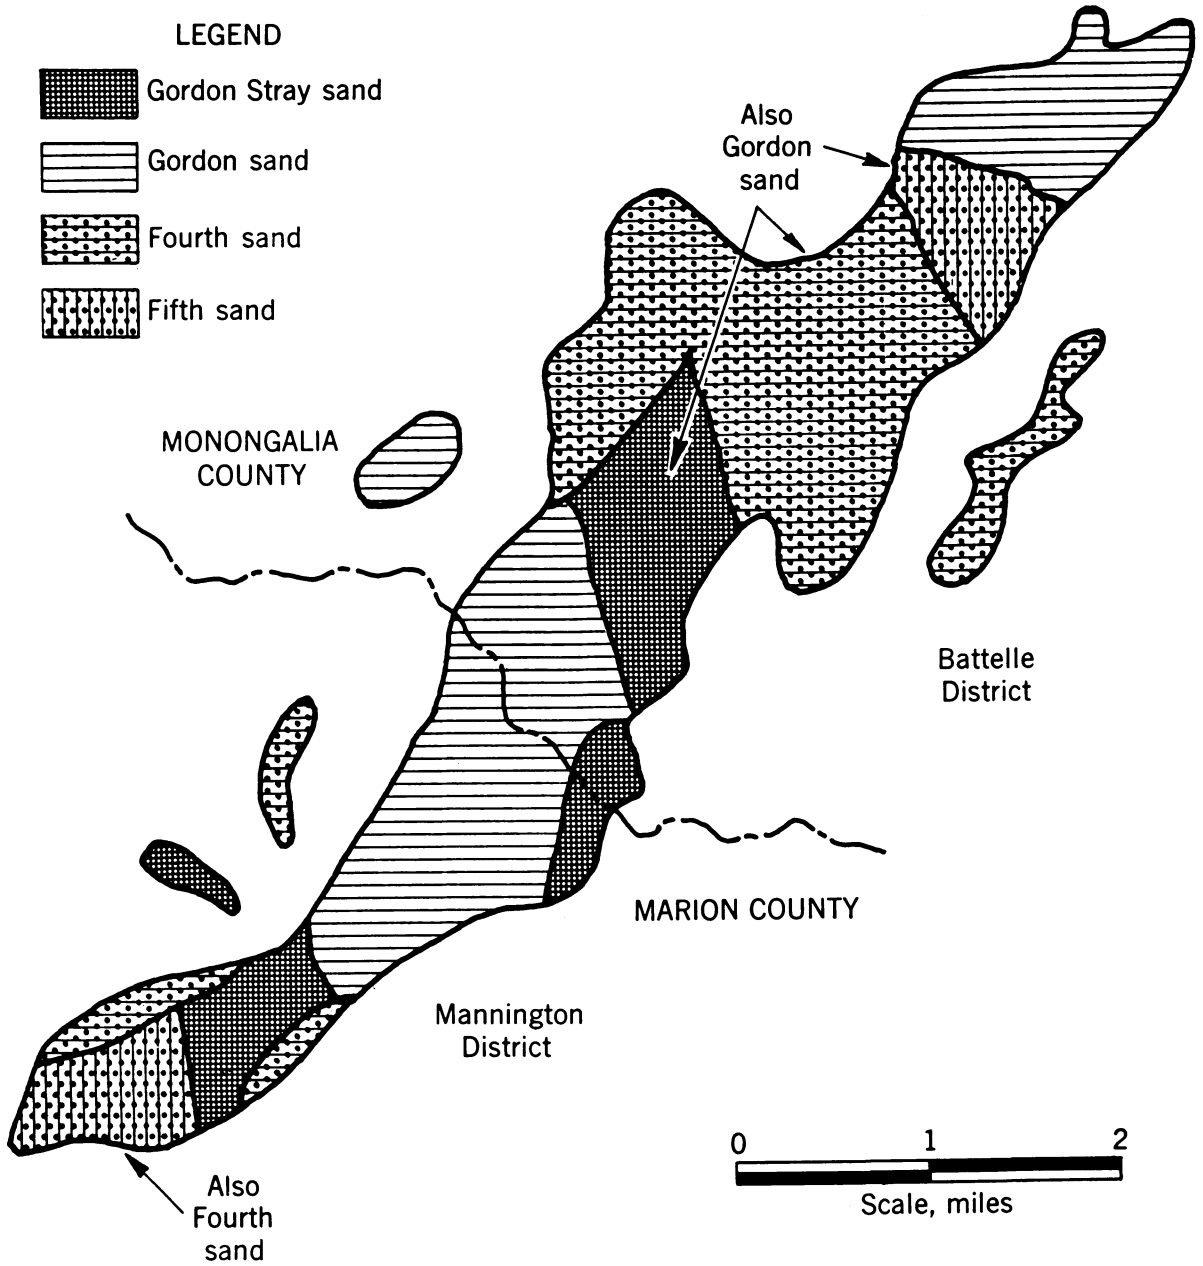 LEGEND
Gordon Stray sand
Gordon sand
Fourth sand
Fifth sand
Also
Gordon
sand
MONONGALIA
COUNTY
Battelle
District
MARION COUNTY
Mannington
District
Also
Fourth
sand
0 1 2
Scale, miles